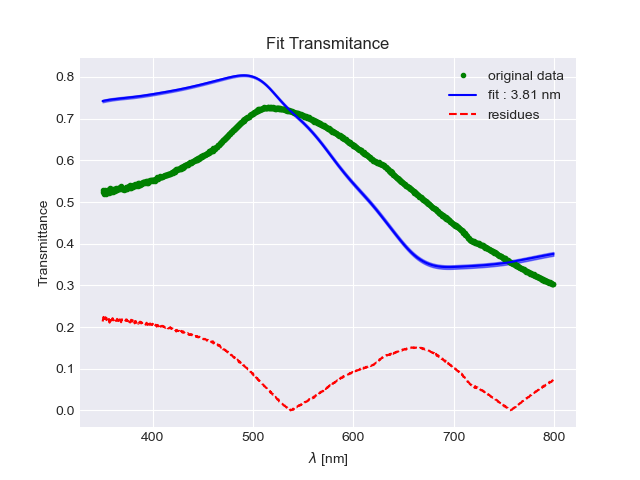 Fit Transmitance
original data
fit : 3.81 nm
residues
Transmittance
0.8
0.7
0.6
0.5
0.4
0.3
0.2
0.1
0.0
400 500 600 700 800
λ [nm]